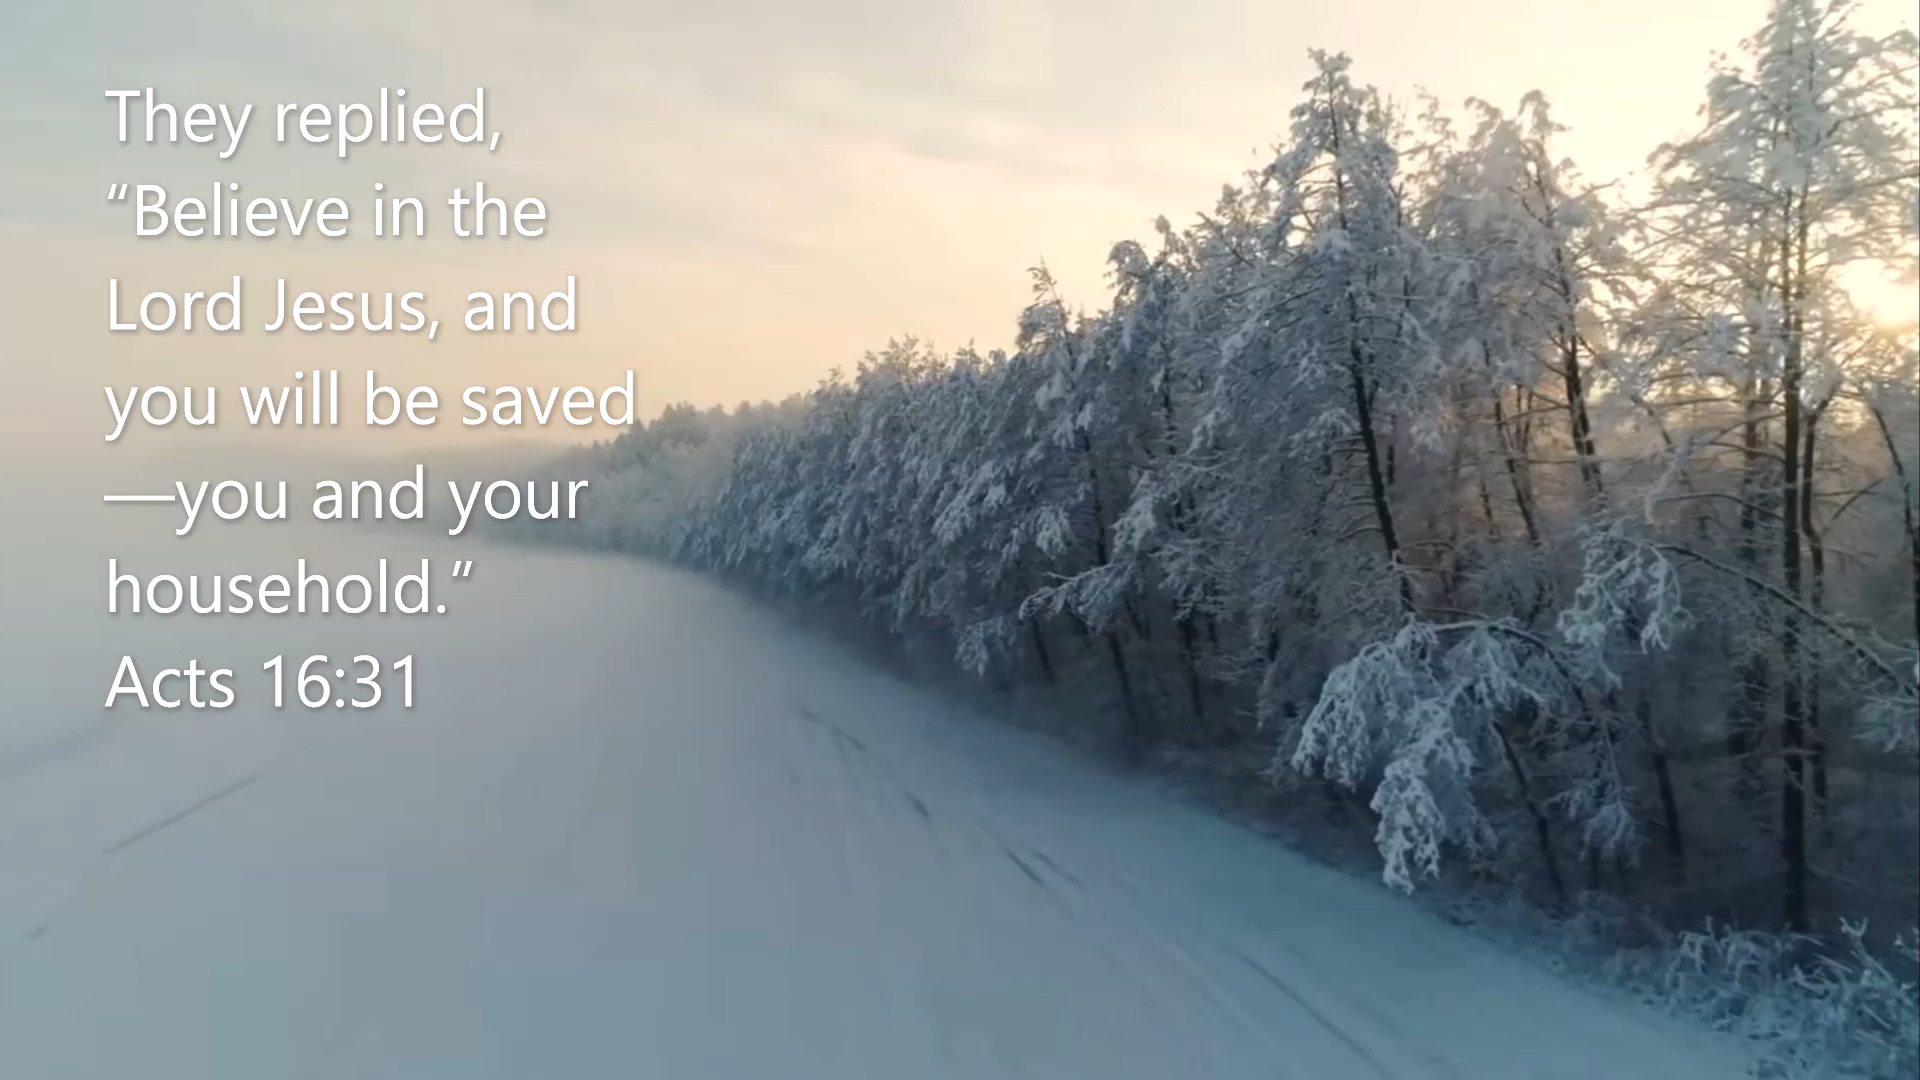 They replied,
“Believe in the
Lord Jesus, and
you will be saved
—you and your
household.”
Acts 16:31